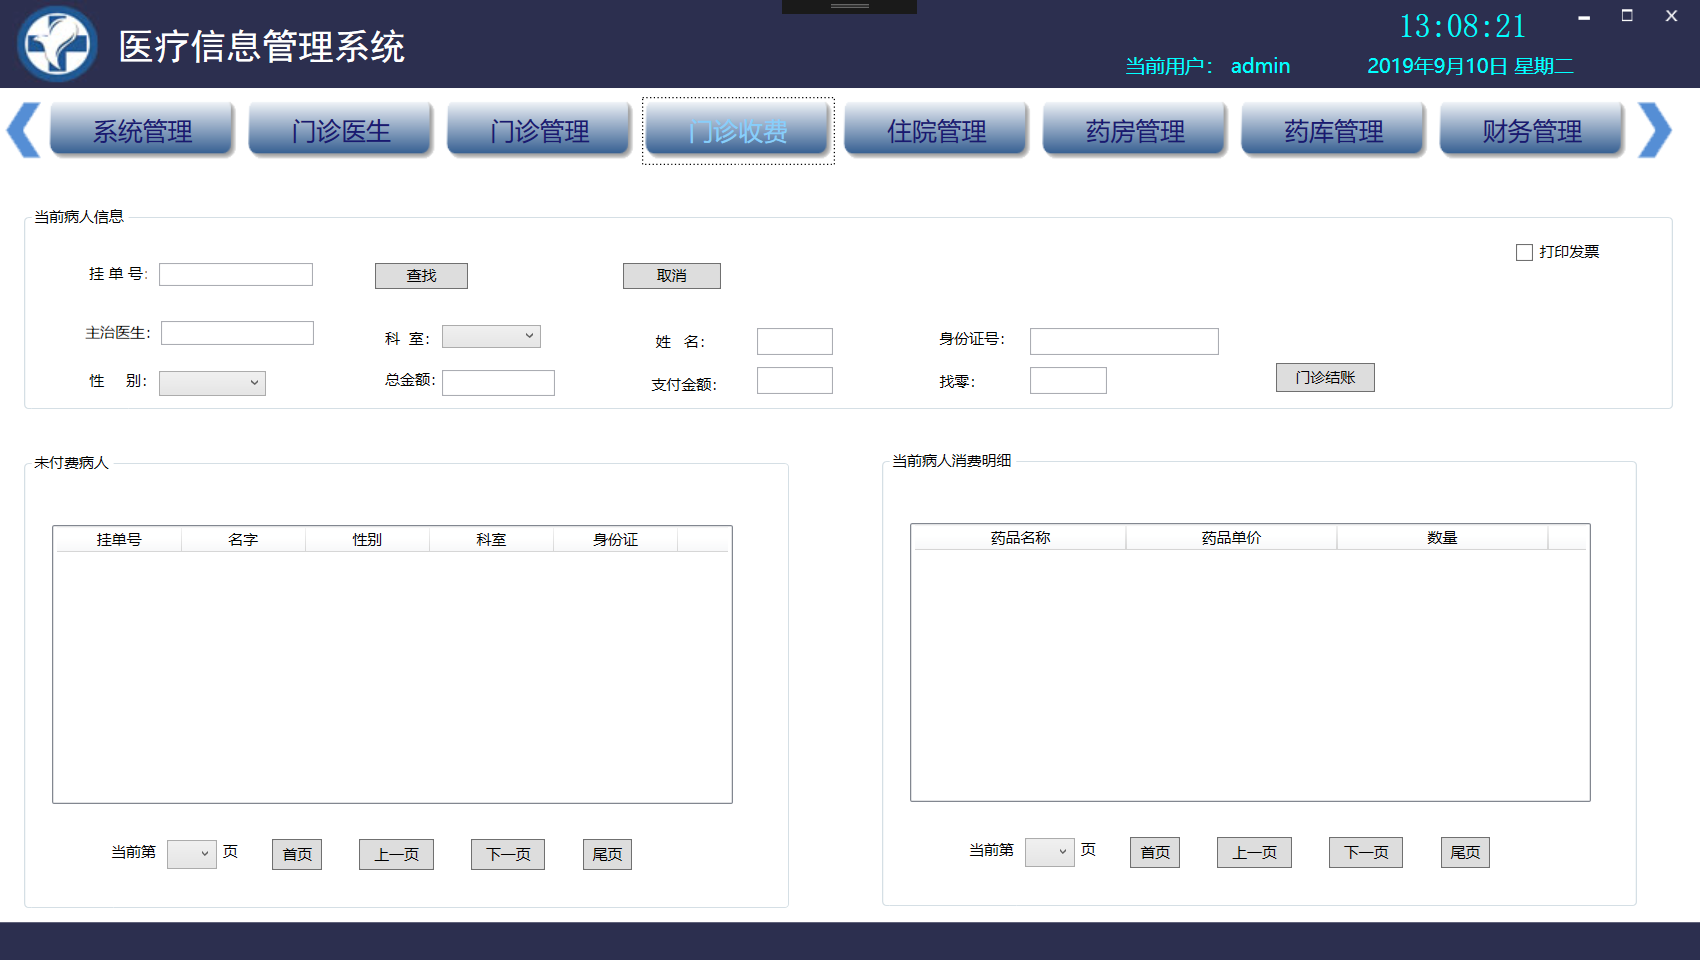 医疗信息管理系统
13:08:21
当前用户： admin
2019年9月10日 星期二
系统管理 门诊医生 门诊管理 门诊收费 住院管理 药房管理 药库管理 财务管理
当前病人信息
挂 单 号: 查找 取消 打印发票
主治医生: 科 室: 姓 名: 身份证号:
性 别: 总金额: 支付金额: 找零: 门诊结账
未付费病人
挂单号 名字 性别 科室 身份证
当前第 页 首页 上一页 下一页 尾页
当前病人消费明细
药品名称 药品单价 数量
当前第 页 首页 上一页 下一页 尾页